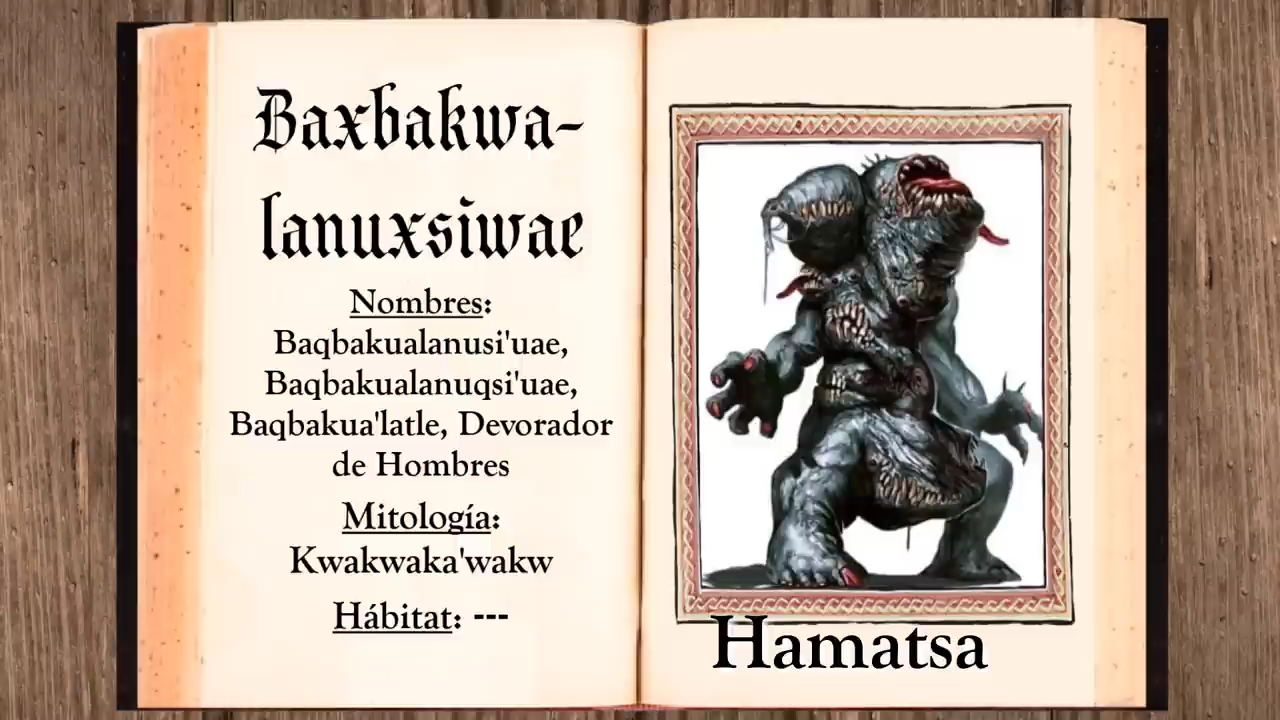 Baxbakwa-
lanuxsiwae
Nombres:
Baqbakualanusi'uae,
Baqbakualanuqsi'uae,
Baqbakua'latle, Devorador
de Hombres
Mitología:
Kwakwaka'wakw
Hábitat: ---
Hamatsa